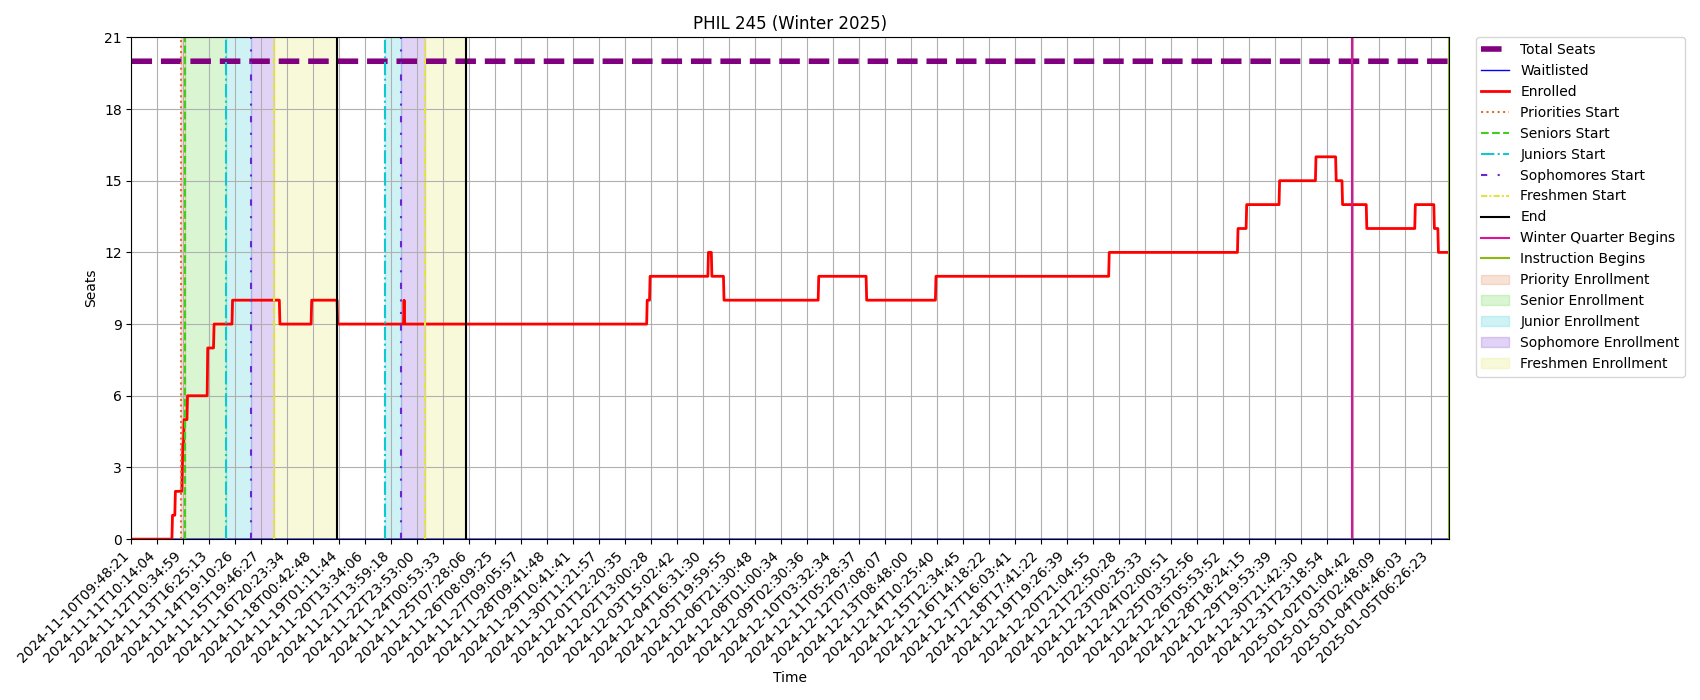 PHIL 245 (Winter 2025)
21
18
15
12
9
6
3
0
Seats
2024-11-10T09:48:21
2024-11-11T10:14:04
2024-11-12T10:34:59
2024-11-13T16:25:13
2024-11-14T19:10:26
2024-11-15T19:46:27
2024-11-16T20:23:34
2024-11-18T00:42:48
2024-11-19T01:11:44
2024-11-20T13:34:06
2024-11-21T13:59:18
2024-11-22T23:53:00
2024-11-24T00:53:33
2024-11-25T07:28:06
2024-11-26T08:09:25
2024-11-27T09:05:57
2024-11-28T09:41:48
2024-11-29T10:41:41
2024-11-30T11:21:57
2024-12-01T12:20:35
2024-12-02T13:00:28
2024-12-03T15:02:42
2024-12-04T16:31:30
2024-12-05T19:59:55
2024-12-06T21:30:48
2024-12-08T01:00:34
2024-12-09T02:30:36
2024-12-10T03:32:34
2024-12-11T05:28:37
2024-12-12T07:08:07
2024-12-13T08:48:00
2024-12-14T10:25:40
2024-12-15T12:34:45
2024-12-16T14:18:22
2024-12-17T16:03:41
2024-12-18T17:41:22
2024-12-19T19:26:39
2024-12-20T21:04:55
2024-12-21T22:50:28
2024-12-23T00:25:33
2024-12-24T02:00:51
2024-12-25T03:52:56
2024-12-26T05:53:52
2024-12-28T18:24:15
2024-12-29T19:53:39
2024-12-30T21:42:30
2024-12-31T23:18:54
2025-01-02T01:04:42
2025-01-03T02:48:09
2025-01-04T04:46:03
2025-01-05T06:26:23
Time
Total Seats
Waitlisted
Enrolled
Priorities Start
Seniors Start
Juniors Start
Sophomores Start
Freshmen Start
End
Winter Quarter Begins
Instruction Begins
Priority Enrollment
Senior Enrollment
Junior Enrollment
Sophomore Enrollment
Freshmen Enrollment